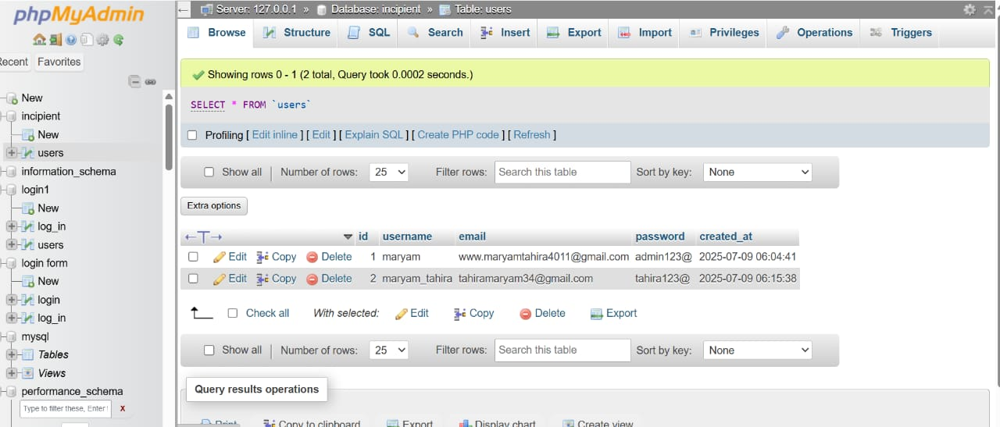 phpMyAdmin
Recent Favorites
New
incipient
New
users
information_schema
login1
New
log_in
users
login form
New
login
log_in
mysql
Tables
Views
performance_schema
Type to filter these, Enter X
Server: 127.0.0.1 » Database: incipient » Table: users
Browse Structure SQL Search Insert Export Import Privileges Operations Triggers
Showing rows 0 - 1 (2 total, Query took 0.0002 seconds.)
SELECT * FROM `users`
Profiling [ Edit inline ] [ Edit ] [ Explain SQL ] [ Create PHP code ] [ Refresh ]
Show all Number of rows: 25 Filter rows: Search this table Sort by key: None
Extra options
←T→ id username email password created_at
Edit Copy Delete 1 maryam www.maryamtahira4011@gmail.com admin123@ 2025-07-09 06:04:41
Edit Copy Delete 2 maryam_tahira tahiramaryam34@gmail.com tahira123@ 2025-07-09 06:15:38
Check all With selected: Edit Copy Delete Export
Show all Number of rows: 25 Filter rows: Search this table Sort by key: None
Query results operations
Print Copy to clipboard Export Display chart Create view